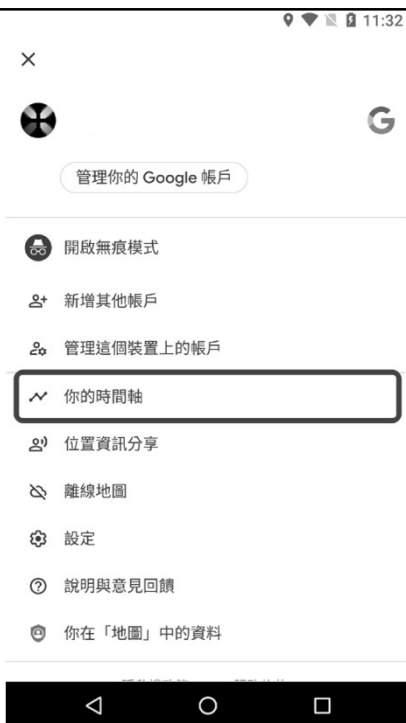 11:32
管理你的 Google 帳戶
開啟無痕模式
新增其他帳戶
管理這個裝置上的帳戶
你的時間軸
位置資訊分享
離線地圖
設定
說明與意見回饋
你在「地圖」中的資料